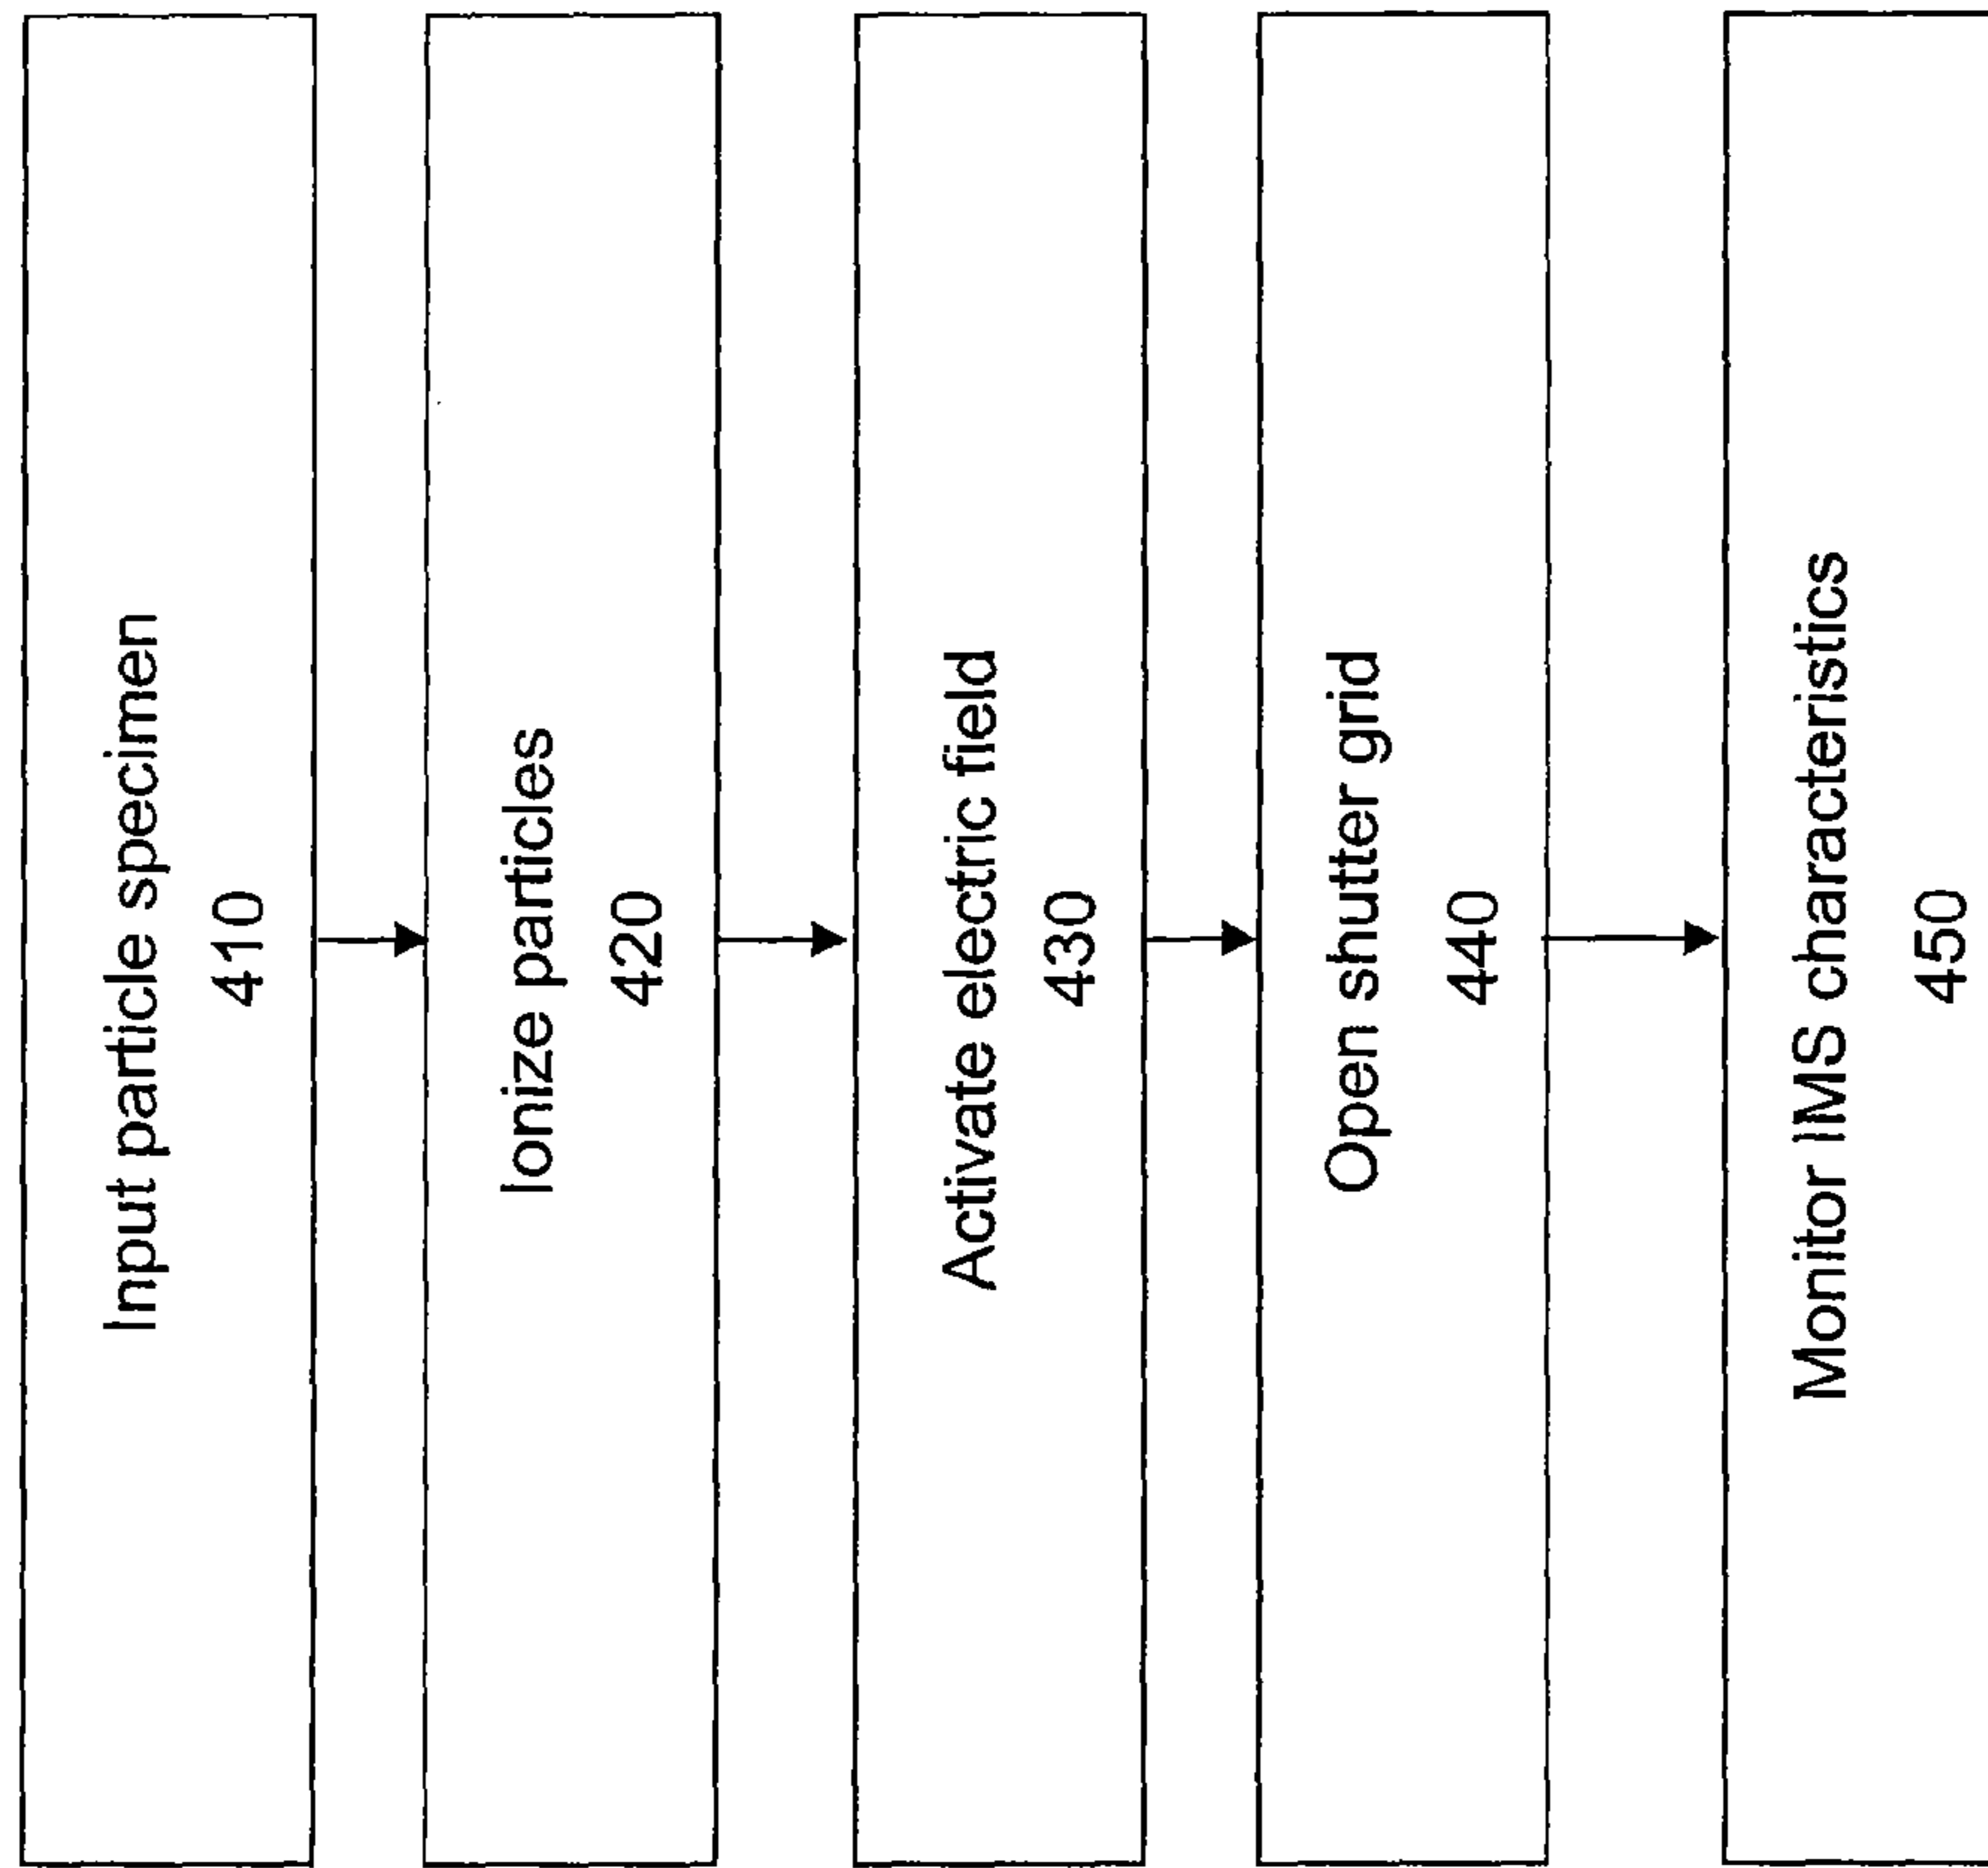 Input particle specimen
410
Ionize particles
420
Activate electric field
430
Open shutter grid
440
Monitor IMS characteristics
450